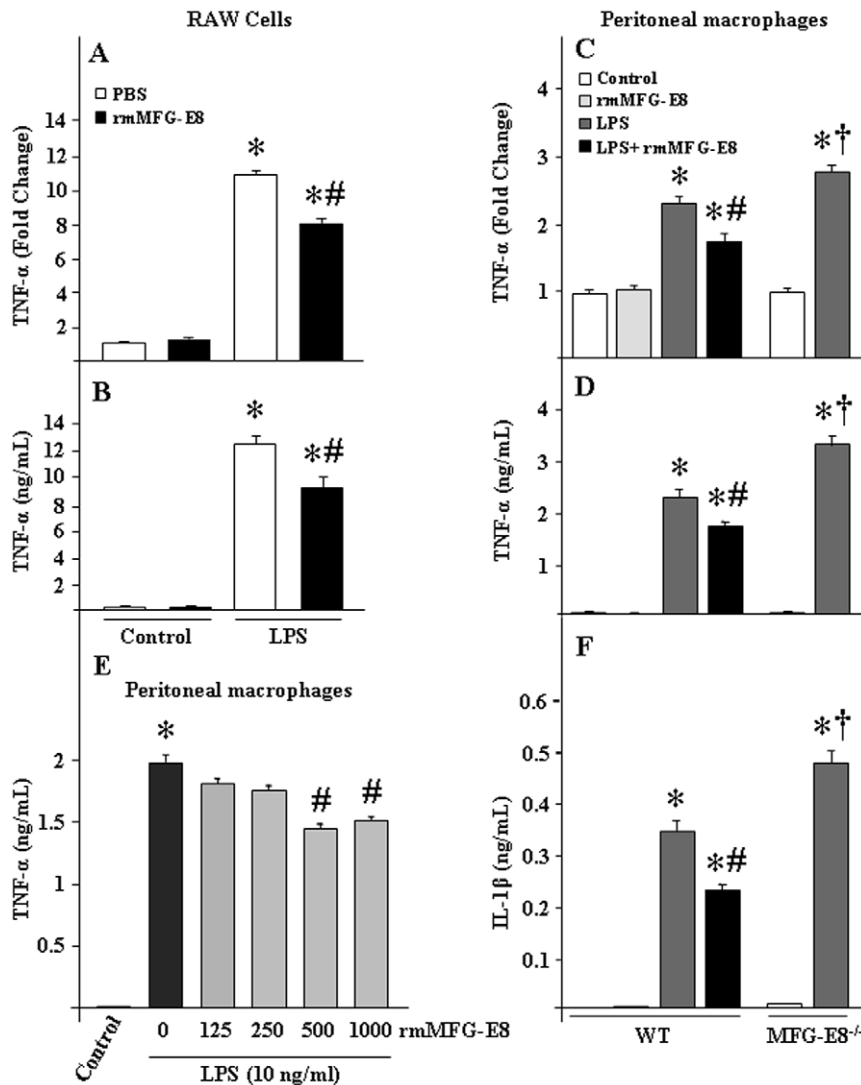 RAW Cells
A
PBS
rmMFG-E8
14
12
10
8
6
4
2
TNF-α (Fold Change)
*
*#
B
14
12
10
8
6
4
2
TNF-α (ng/mL)
*
*#
Control
LPS
E
Peritoneal macrophages
2
1.5
1
0.5
TNF-α (ng/mL)
*
#
#
Control
0 125 250 500 1000 rmMFG-E8
LPS (10 ng/ml)
Peritoneal macrophages
C
Control
rmMFG-E8
LPS
LPS+ rmMFG-E8
4
3
2
1
TNF-α (Fold Change)
*
*#
*†
D
4
3
2
1
TNF-α (ng/mL)
*
*#
*†
F
0.6
0.5
0.4
0.3
0.2
0.1
IL-1β (ng/mL)
*
*#
*†
WT
MFG-E8-/-